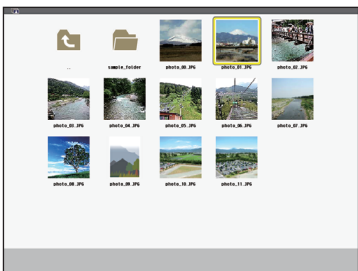 ..
sample_folder
photo_00.JPG
photo_01.JPG
photo_02.JPG
photo_03.JPG
photo_04.JPG
photo_05.JPG
photo_06.JPG
photo_07.JPG
photo_08.JPG
photo_09.JPG
photo_10.JPG
photo_11.JPG